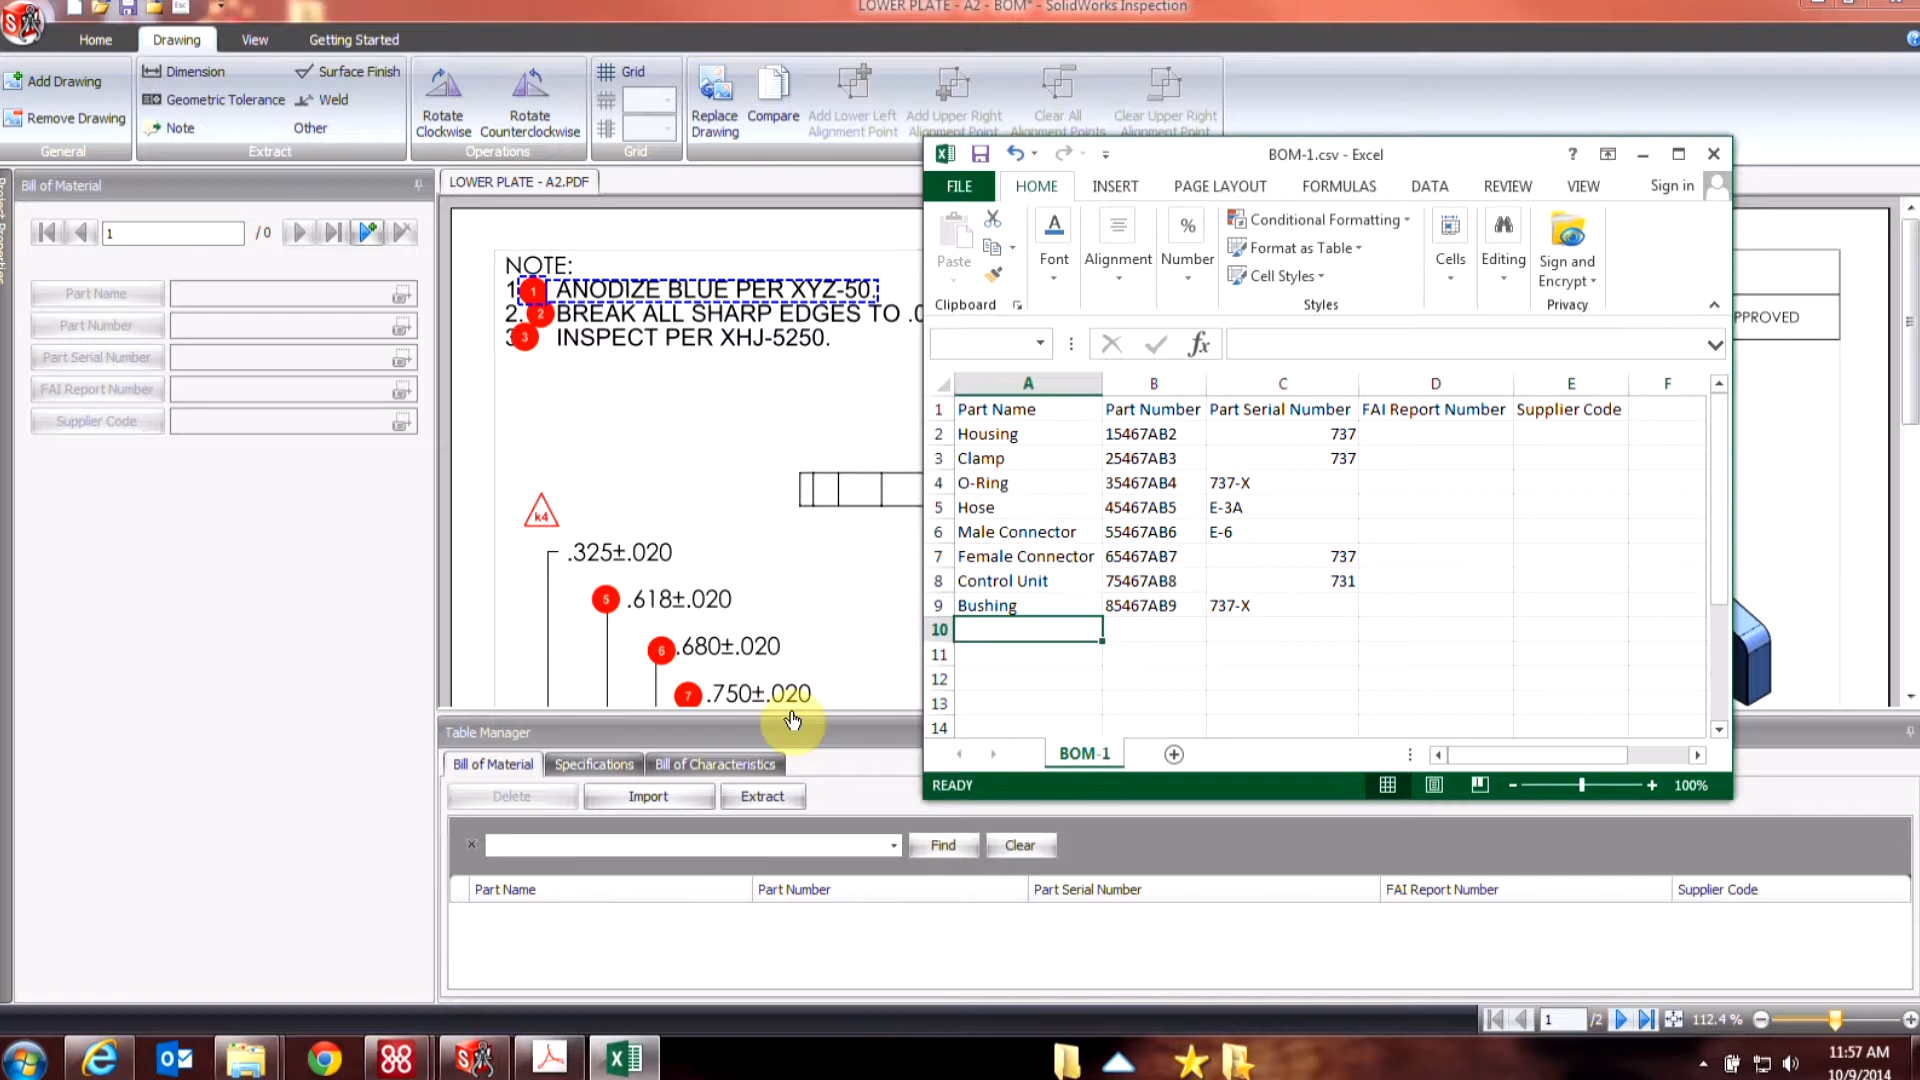 LOWER PLATE - A2 - BOM* - SolidWorks Inspection
Home
Drawing
View
Getting Started
Add Drawing
Remove Drawing
General
Dimension
Surface Finish
Geometric Tolerance
Weld
Note
Other
Extract
Rotate Clockwise
Rotate Counterclockwise
Operations
Grid
Grid
Replace Drawing
Compare
Add Lower Left Alignment Point
Add Upper Right Alignment Point
Clear All Alignment Points
Clear Upper Right Alignment Point
Project Properties
Bill of Material
1 /0
Part Name
Part Number
Part Serial Number
FAI Report Number
Supplier Code
LOWER PLATE - A2.PDF
NOTE:
1 1 ANODIZE BLUE PER XYZ-50.
2. 2 BREAK ALL SHARP EDGES TO .0
3 3 INSPECT PER XHJ-5250.
k4
.325±.020
5 .618±.020
6 .680±.020
7 .750±.020
PPROVED
BOM-1.csv - Excel
?
FILE
HOME
INSERT
PAGE LAYOUT
FORMULAS
DATA
REVIEW
VIEW
Sign in
Paste
Clipboard
A
Font
Alignment
%
Number
Conditional Formatting
Format as Table
Cell Styles
Styles
Cells
Editing
Sign and Encrypt
Privacy
fx
A B C D E F
1 Part Name Part Number Part Serial Number FAI Report Number Supplier Code
2 Housing 15467AB2 737
3 Clamp 25467AB3 737
4 O-Ring 35467AB4 737-X
5 Hose 45467AB5 E-3A
6 Male Connector 55467AB6 E-6
7 Female Connector 65467AB7 737
8 Control Unit 75467AB8 731
9 Bushing 85467AB9 737-X
10
11
12
13
14
BOM-1
READY
100%
Table Manager
Bill of Material
Specifications
Bill of Characteristics
Delete
Import
Extract
Find
Clear
Part Name Part Number Part Serial Number FAI Report Number Supplier Code
1 /2 112.4 %
11:57 AM
10/9/2014